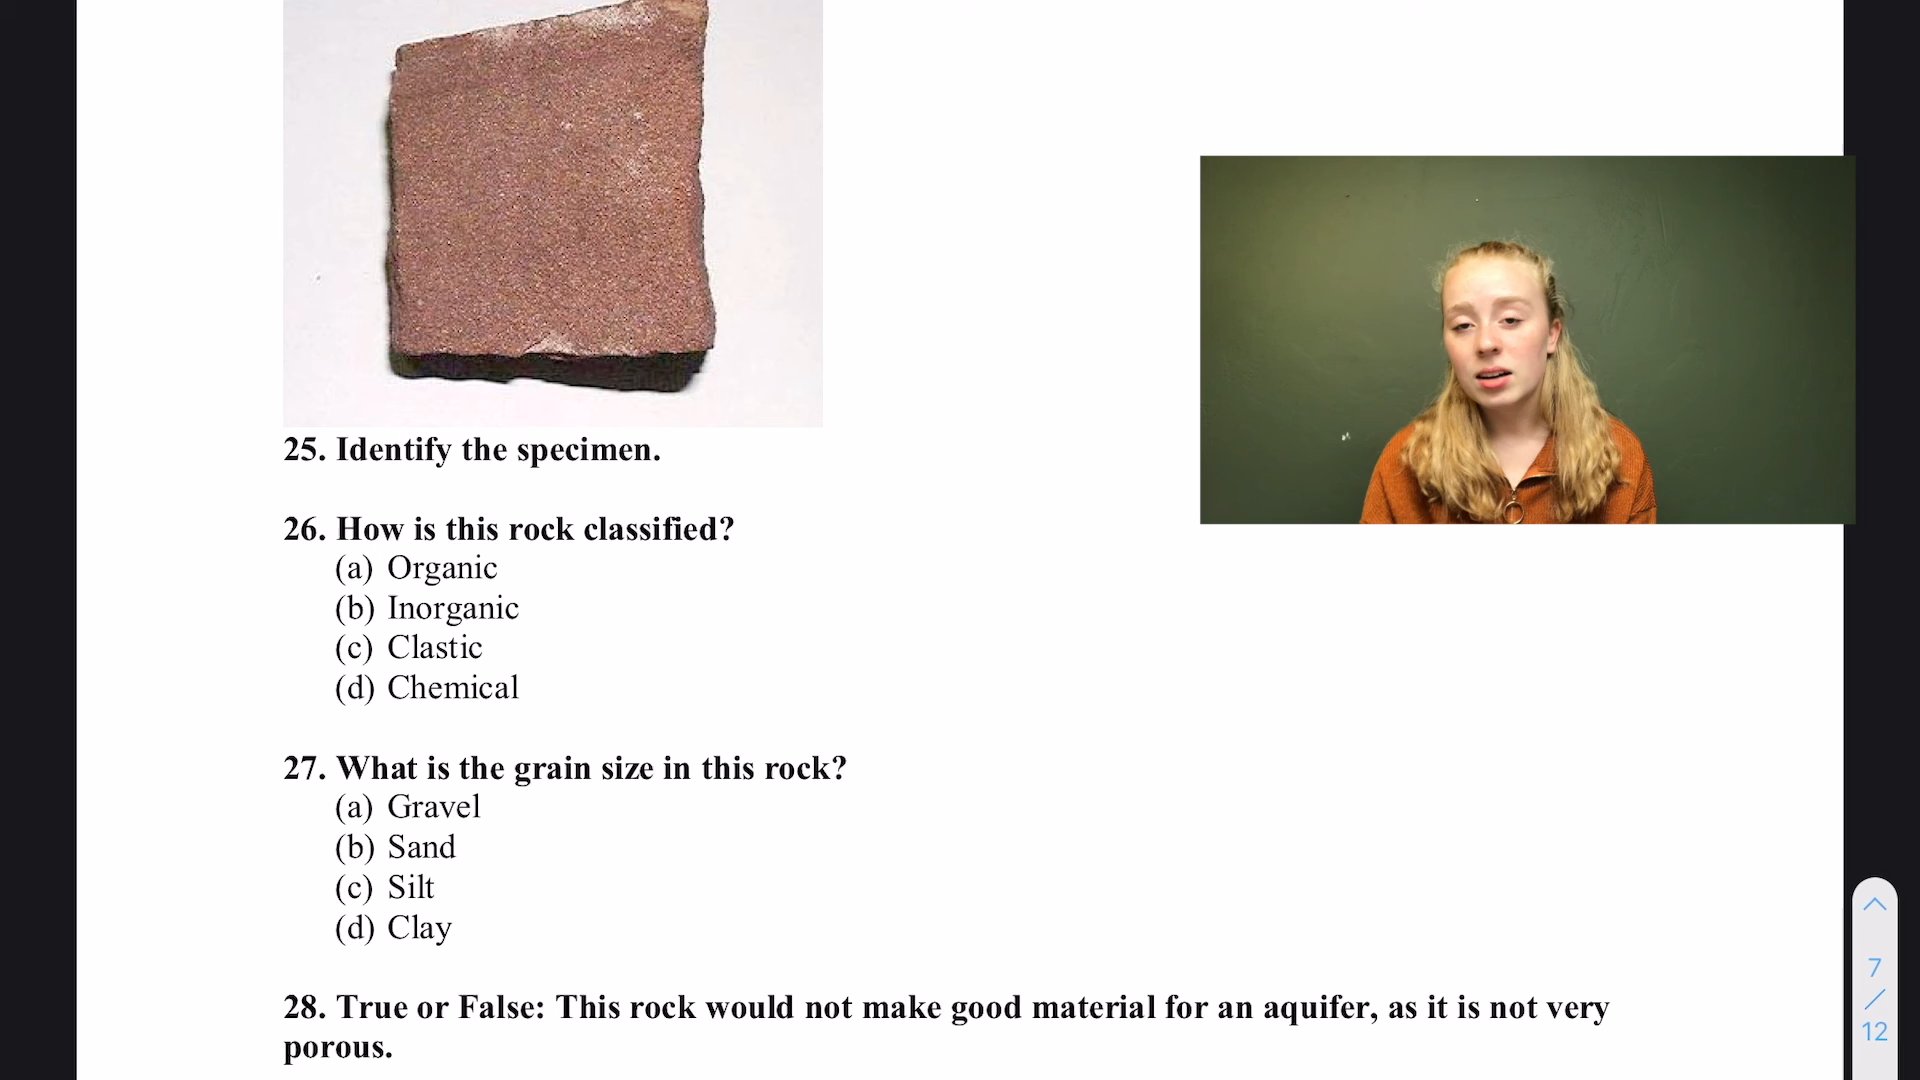 25. Identify the specimen.
26. How is this rock classified?
(a) Organic
(b) Inorganic
(c) Clastic
(d) Chemical
27. What is the grain size in this rock?
(a) Gravel
(b) Sand
(c) Silt
(d) Clay
28. True or False: This rock would not make good material for an aquifer, as it is not very
porous.
7
/
12